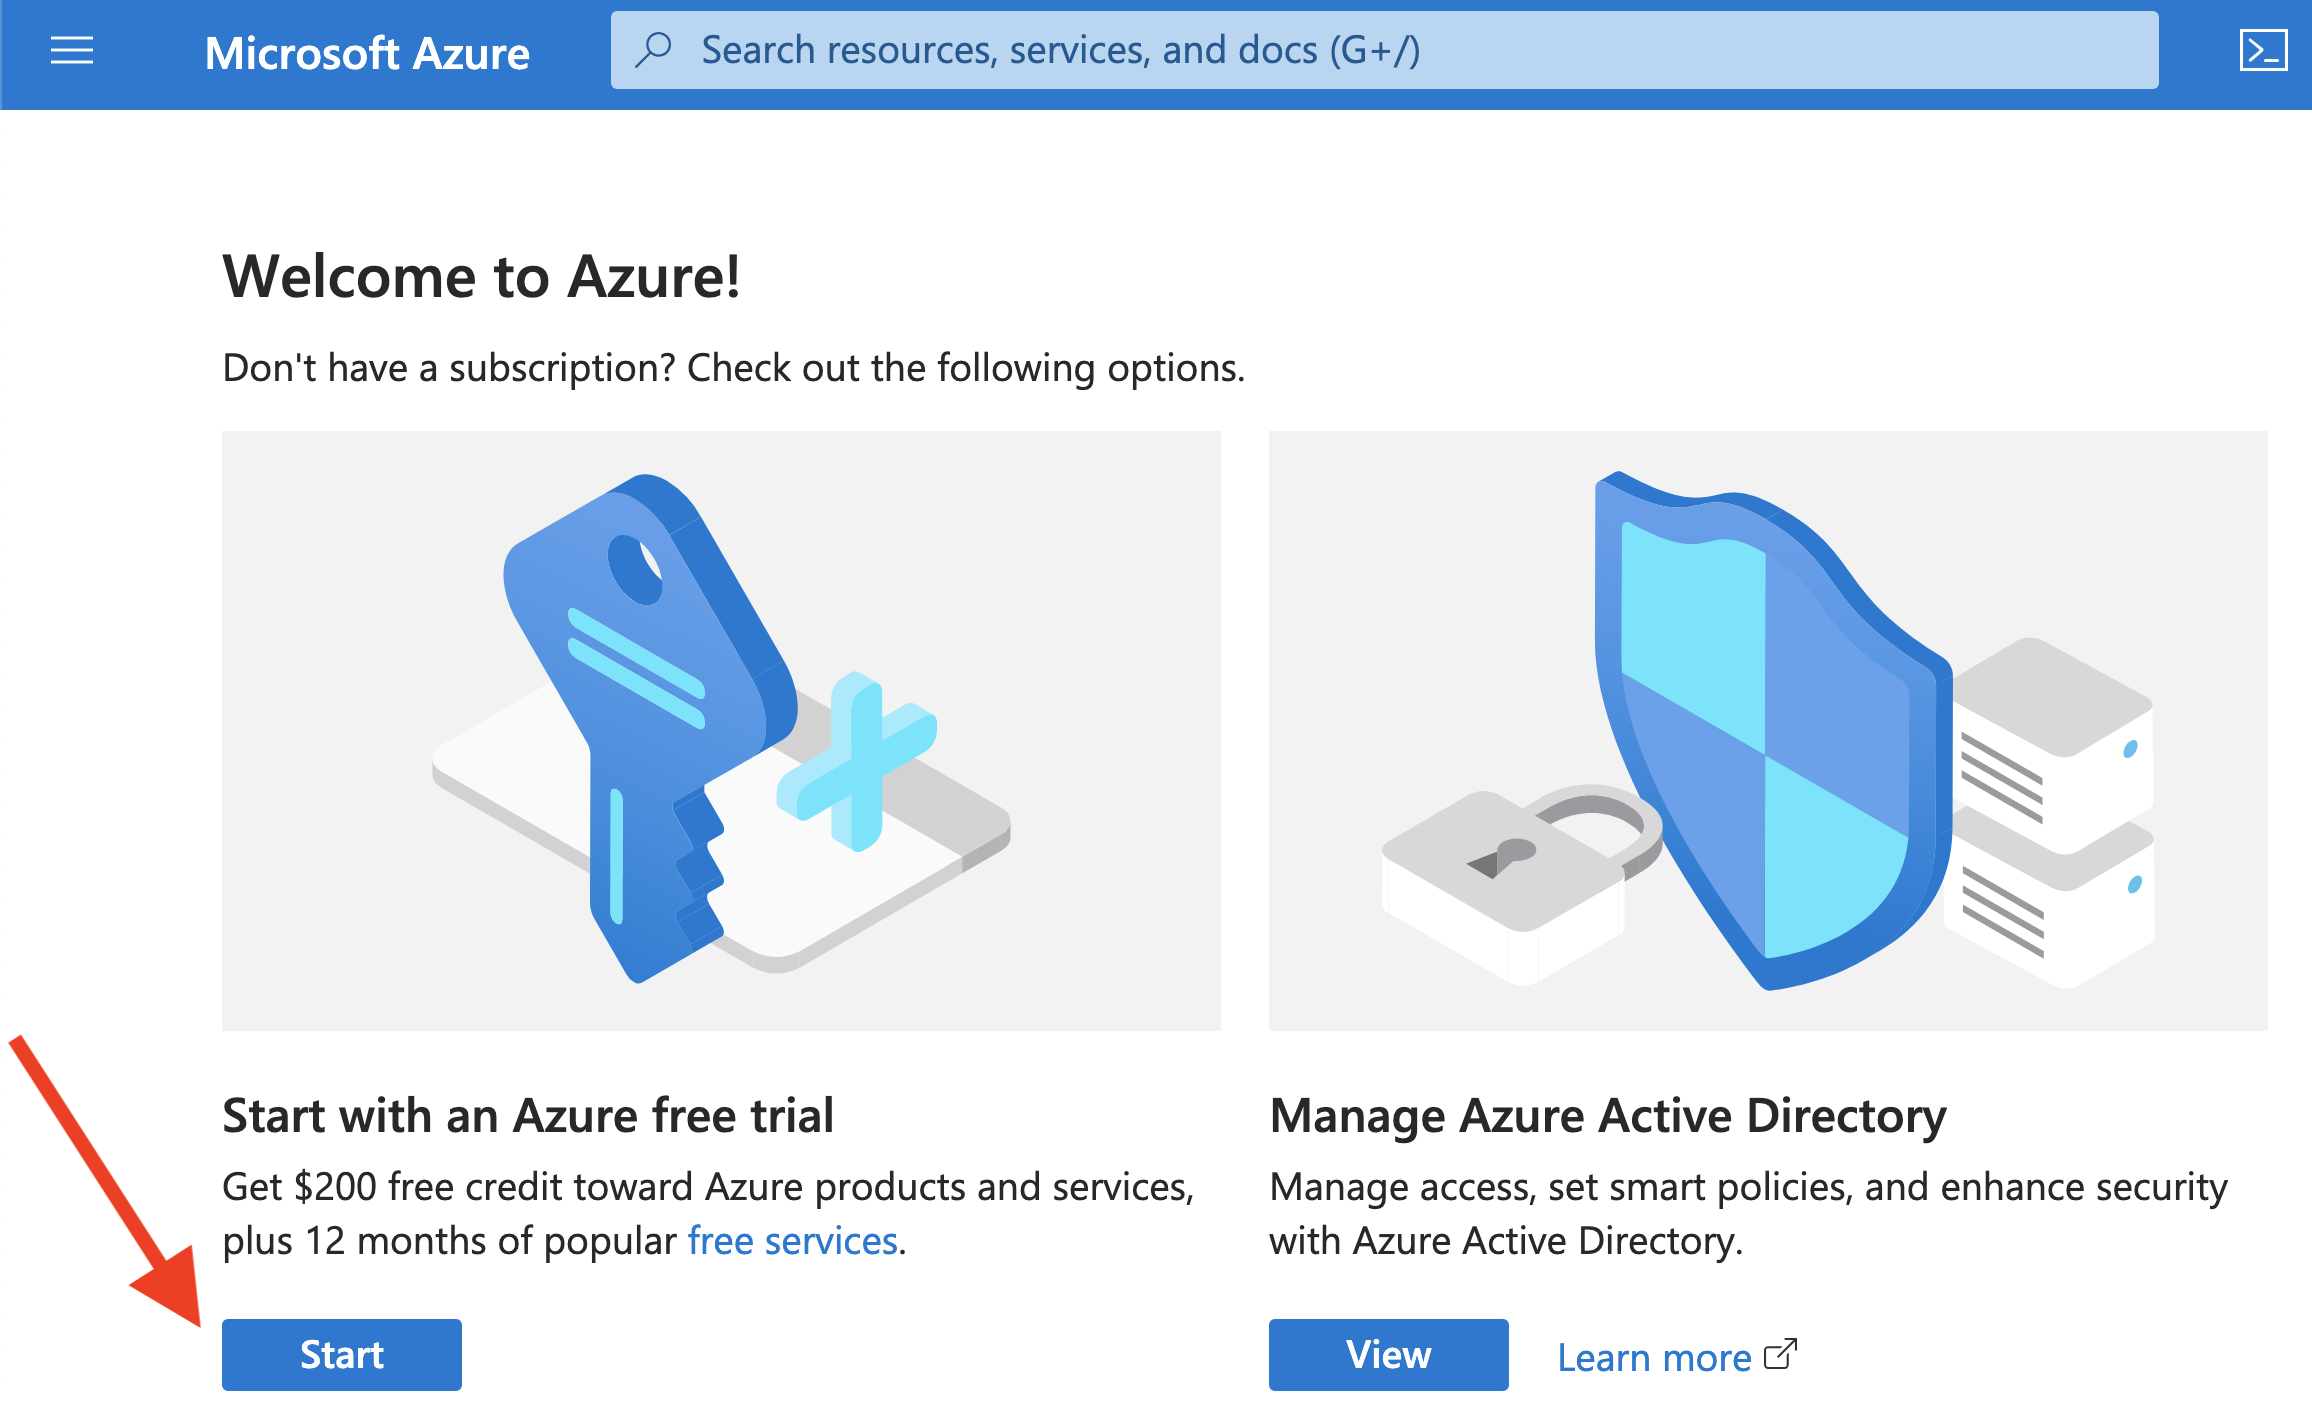 Microsoft Azure
Search resources, services, and docs (G+/)
Welcome to Azure!
Don't have a subscription? Check out the following options.
Start with an Azure free trial
Get $200 free credit toward Azure products and services,
plus 12 months of popular free services.
Start
Manage Azure Active Directory
Manage access, set smart policies, and enhance security
with Azure Active Directory.
View
Learn more